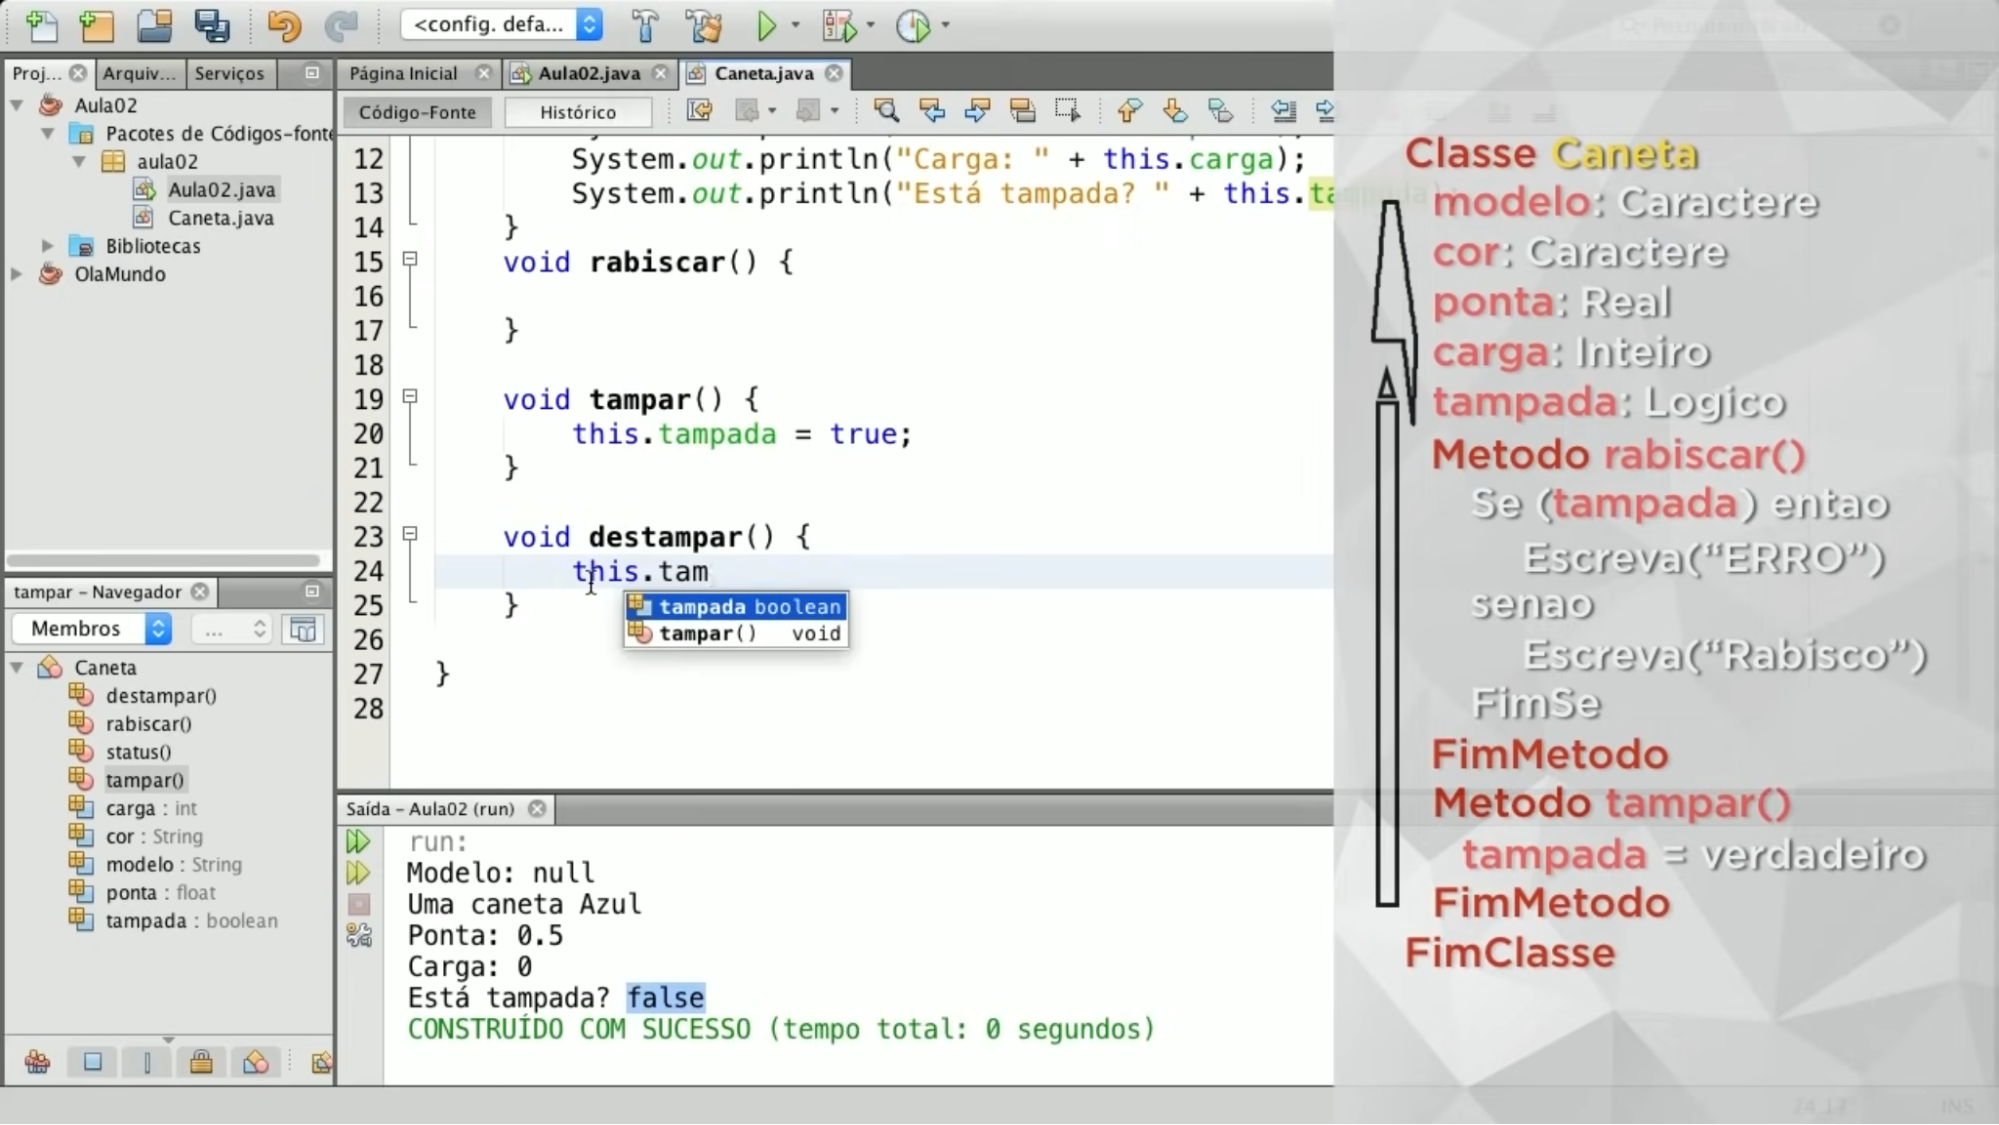 <config. defa...
Proj... Arquiv... Serviços
Aula02
Pacotes de Códigos-fonte
aula02
Aula02.java
Caneta.java
Bibliotecas
OlaMundo
Página Inicial Aula02.java Caneta.java
Código-Fonte Histórico
12 System.out.println("Carga: " + this.carga);
13 System.out.println("Está tampada? " + this.tampada);
14 }
15 void rabiscar() {
16
17 }
18
19 void tampar() {
20 this.tampada = true;
21 }
22
23 void destampar() {
24 this.tam
25 }
26
27 }
28
tampada boolean
tampar() void
tampar - Navegador
Membros ...
Caneta
destampar()
rabiscar()
status()
tampar()
carga : int
cor : String
modelo : String
ponta : float
tampada : boolean
Saída - Aula02 (run)
run:
Modelo: null
Uma caneta Azul
Ponta: 0.5
Carga: 0
Está tampada? false
CONSTRUÍDO COM SUCESSO (tempo total: 0 segundos)
Classe Caneta
modelo: Caractere
cor: Caractere
ponta: Real
carga: Inteiro
tampada: Logico
Metodo rabiscar()
Se (tampada) entao
Escreva(“ERRO”)
senao
Escreva(“Rabisco”)
FimSe
FimMetodo
Metodo tampar()
tampada = verdadeiro
FimMetodo
FimClasse
INS